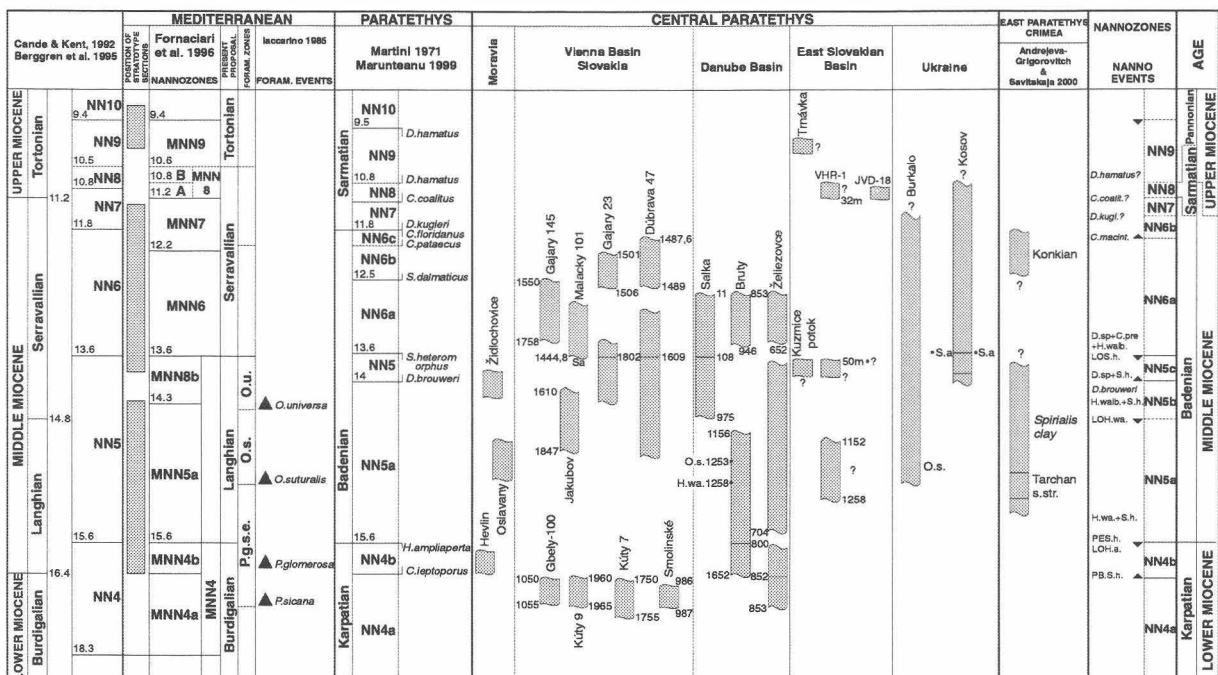 MEDITERRANEAN
PARATETHYS
CENTRAL PARATETHYS
EAST PARATETHYS
CRIMEA
NANNOZONES
Cande & Kent, 1992
Berggren et al. 1995
POSITION OF
STRATOTYPE
SECTIONS
Fornaciari
et al. 1996
NANNOZONES
PRESENT
PROPOSAL
FORAM. ZONES
Iaccarino 1985
FORAM. EVENTS
Martini 1971
Marunteanu 1999
Moravia
Vienna Basin
Slovakia
Danube Basin
East Slovakian
Basin
Ukraine
Andrejeva-
Grigorovitch
&
Savitskaja 2000
NANNO
EVENTS
AGE
UPPER MIOCENE
MIDDLE MIOCENE
LOWER MIOCENE
Tortonian
Serravallian
Langhian
Burdigalian
11.2
14.8
16.4
NN10
9.4
NN9
10.5
NN8
10.8
NN7
11.8
NN6
13.6
NN5
15.6
NN4
18.3
9.4
MNN9
10.6
10.8 B MNN
11.2 A 8
MNN7
12.2
MNN6
13.6
MNN8b
14.3
MNN5a
15.6
MNN4b
MNN4a
MNN4
Tortonian
Serravallian
Langhian
Burdigalian
O.u.
O.s.
P.g.s.e.
O.universa
O.suturalis
P.glomerosa
P.sicana
Sarmatian
Badenian
Karpatian
NN10
9.5
D.hamatus
NN9
10.8
D.hamatus
NN8
C.coalitus
NN7
11.8
D.kugleri
C.floridanus
NN6c
C.pataecus
NN6b
12.5
S.dalmaticus
NN6a
13.6
S.heterom
orphus
NN5
14
D.brouweri
NN5a
15.6
H.ampliaperta
NN4b
C.leptoporus
NN4a
Židlochovice
Oslavany
Hevlin
Gajary 145
1550
1758
Malacky 101
1444,8
Sa
Gajary 23
1501
1506
1802
Dúbrava 47
1487,6
1489
1609
1610
1847
Jakubov
Gbely-100
1050
1055
Kúty 9
1960
1965
Kúty 7
1750
1755
Smolinské
986
987
Salka
11
108
975
Bruty
853
946
Želiezovce
652
1156
O.s. 1253
H.wa. 1258
1652
704
800
852
853
Trnávka
?
VHR-1
?
32m
JVD-18
Kuzmice
potok
?
50m •?
?
1152
?
1258
Burkalo
?
O.s.
Kosov
?
•S.a
•S.a
Konkian
?
?
Spirialis
clay
Tarchan
s.str.
D.hamatus?
C.coalit.?
D.kugl.?
C.macint.
D.sp+C.pre
+H.walb.
LOS.h.
D.sp+S.h.
D.brouweri
H.walb.+S.h.
LOH.wa.
H.wa.+S.h.
PES.h.
LOH.a.
PB.S.h.
NN9
NN8
NN7
NN6b
NN6a
NN5c
NN5b
NN5a
NN4b
NN4a
Pannonian
Sarmatian
Badenian
Karpatian
UPPER MIOCENE
MIDDLE MIOCENE
LOWER MIOCENE